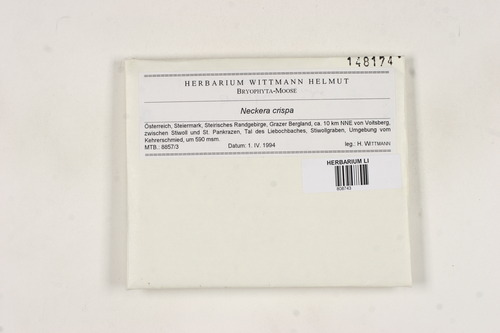 148174
HERBARIUM WITTMANN HELMUT
BRYOPHYTA-MOOSE
Neckera crispa
Österreich, Steiermark, Steirisches Randgebirge, Grazer Bergland, ca. 10 km NNE von Voitsberg,
zwischen Stiwoll und St. Pankrazen, Tal des Liebochbaches, Stiwollgraben, Umgebung vom
Kehrerschmied, um 590 msm.
MTB.: 8857/3 Datum: 1. IV. 1994 leg.: H. WITTMANN
HERBARIUM LI
808743